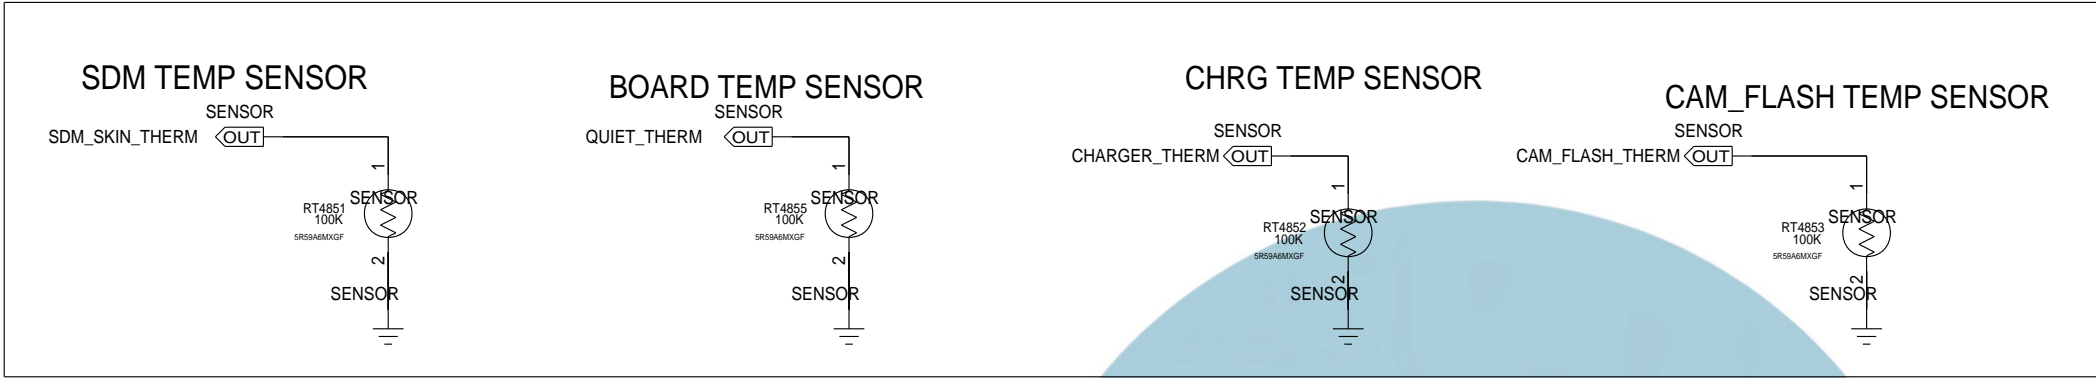 SDM TEMP SENSOR
SENSOR
SDM_SKIN_THERM OUT
1
SENSOR
RT4851
100K
5R59A6MXGF
2
SENSOR
BOARD TEMP SENSOR
SENSOR
QUIET_THERM OUT
1
SENSOR
RT4855
100K
5R59A6MXGF
2
SENSOR
CHRG TEMP SENSOR
SENSOR
CHARGER_THERM OUT
1
SENSOR
RT4852
100K
5R59A6MXGF
2
SENSOR
CAM_FLASH TEMP SENSOR
SENSOR
CAM_FLASH_THERM OUT
1
SENSOR
RT4853
100K
5R59A6MXGF
2
SENSOR